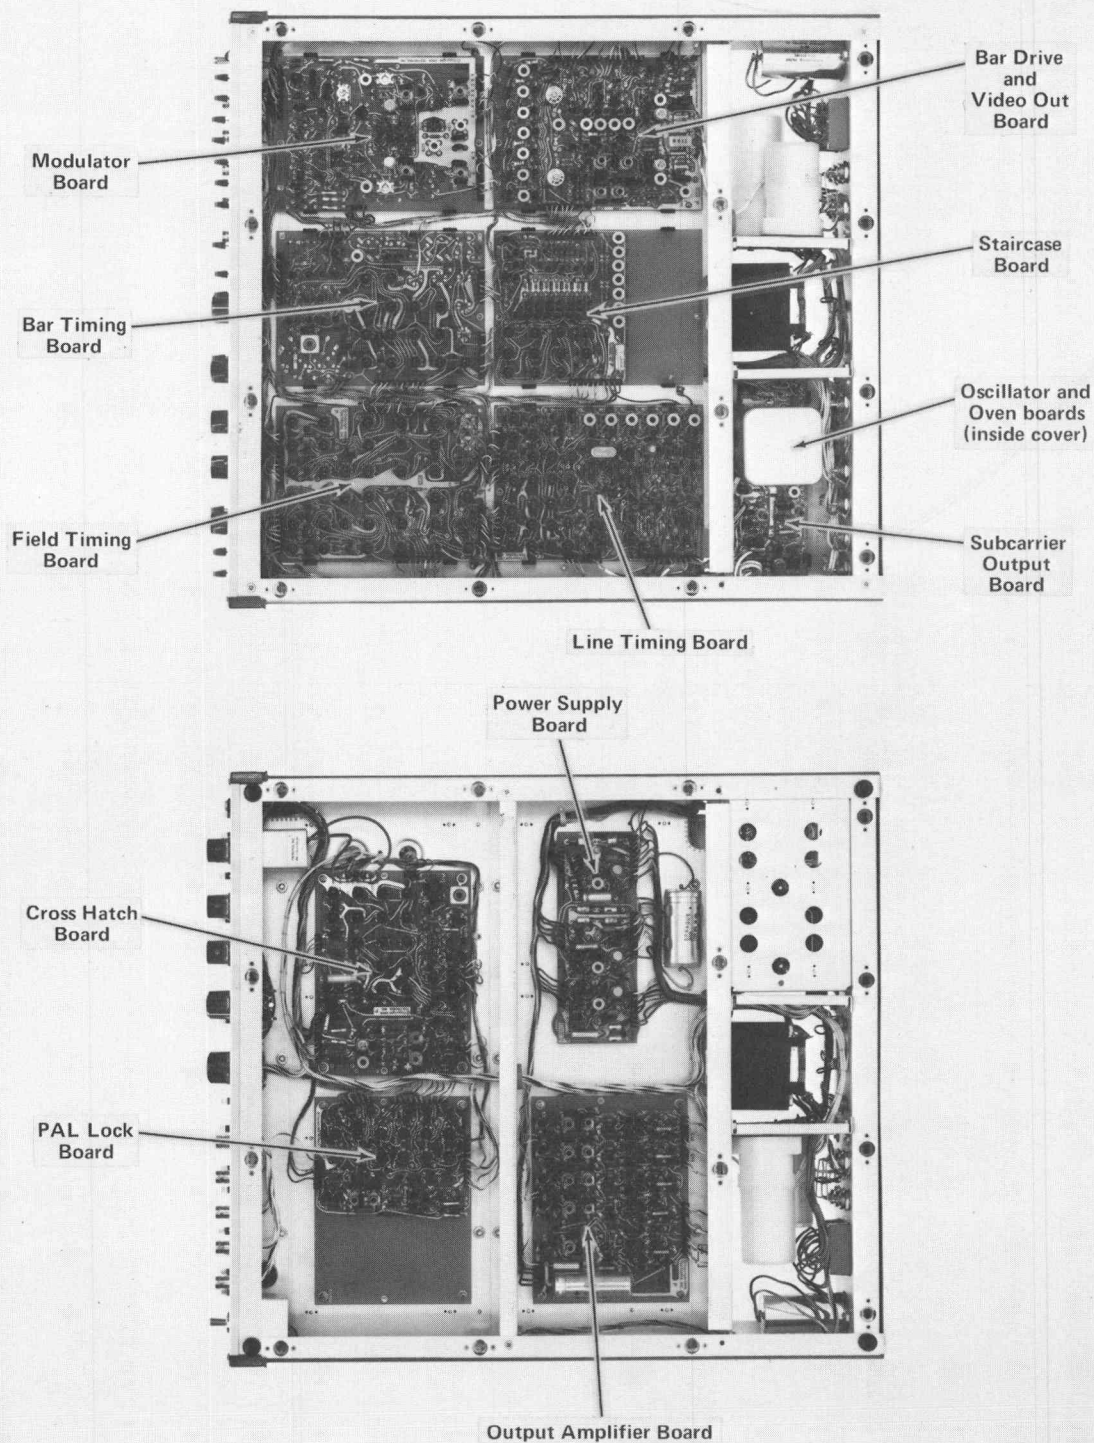 Bar Drive
and
Video Out
Board
Modulator
Board
Staircase
Board
Bar Timing
Board
Oscillator and
Oven boards
(inside cover)
Field Timing
Board
Subcarrier
Output
Board
Line Timing Board
Power Supply
Board
Cross Hatch
Board
PAL Lock
Board
Output Amplifier Board